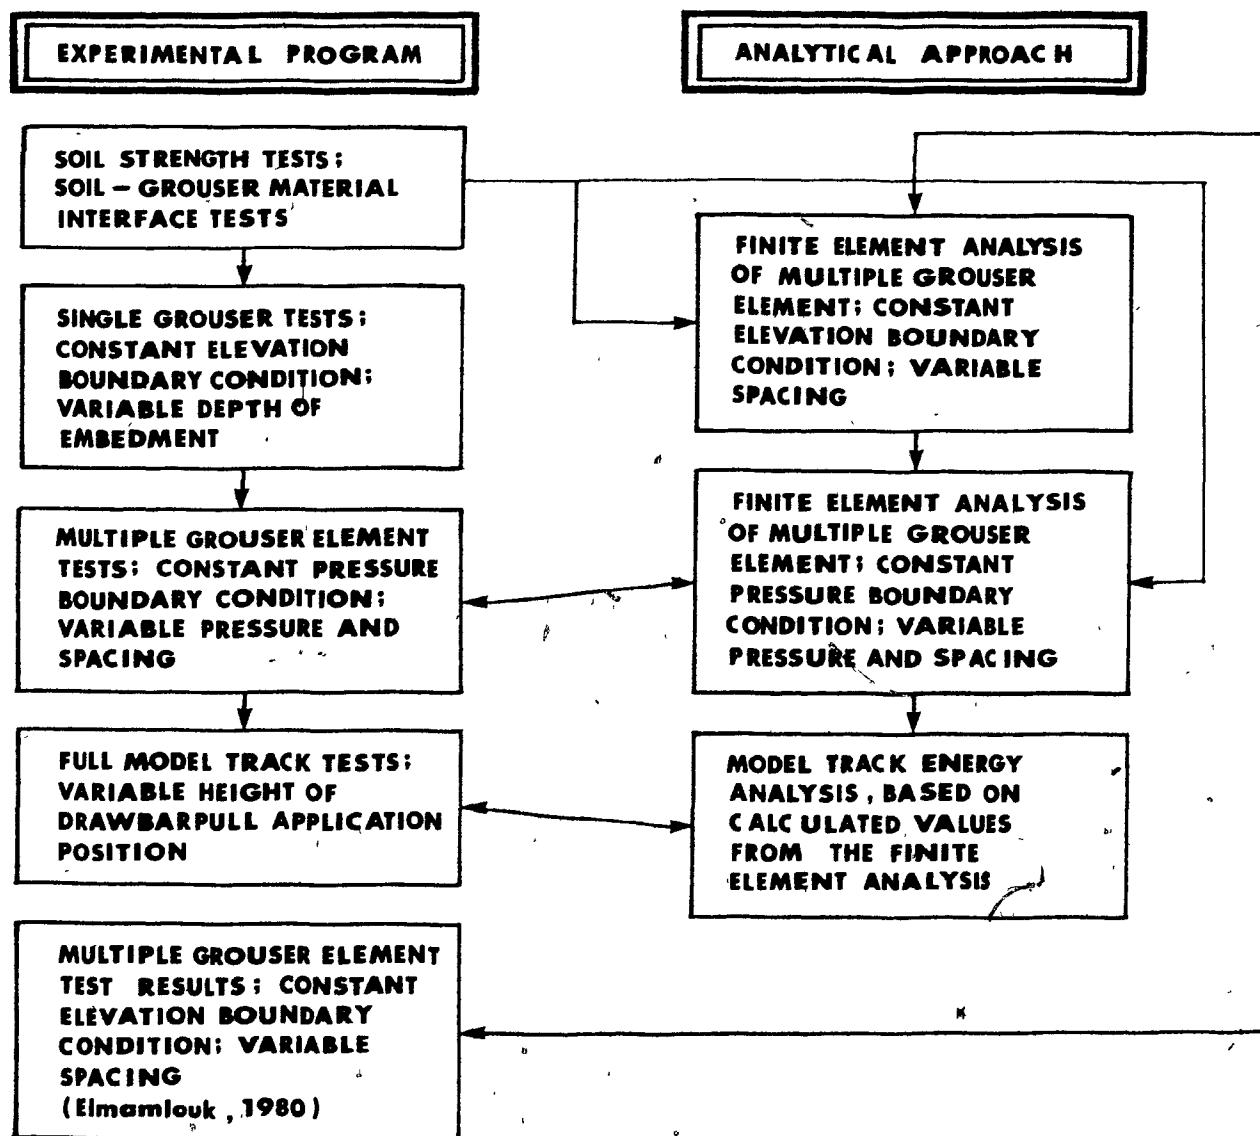 EXPERIMENTAL PROGRAM
SOIL STRENGTH TESTS;
SOIL - GROUSER MATERIAL
INTERFACE TESTS
SINGLE GROUSER TESTS;
CONSTANT ELEVATION
BOUNDARY CONDITION;
VARIABLE DEPTH OF
EMBEDMENT
MULTIPLE GROUSER ELEMENT
TESTS; CONSTANT PRESSURE
BOUNDARY CONDITION;
VARIABLE PRESSURE AND
SPACING
FULL MODEL TRACK TESTS;
VARIABLE HEIGHT OF
DRAWBARPULL APPLICATION
POSITION
MULTIPLE GROUSER ELEMENT
TEST RESULTS; CONSTANT
ELEVATION BOUNDARY
CONDITION; VARIABLE
SPACING
(Elmamlouk, 1980)
ANALYTICAL APPROACH
FINITE ELEMENT ANALYSIS
OF MULTIPLE GROUSER
ELEMENT; CONSTANT
ELEVATION BOUNDARY
CONDITION; VARIABLE
SPACING
FINITE ELEMENT ANALYSIS
OF MULTIPLE GROUSER
ELEMENT; CONSTANT
PRESSURE BOUNDARY
CONDITION; VARIABLE
PRESSURE AND SPACING
MODEL TRACK ENERGY
ANALYSIS, BASED ON
CALCULATED VALUES
FROM THE FINITE
ELEMENT ANALYSIS